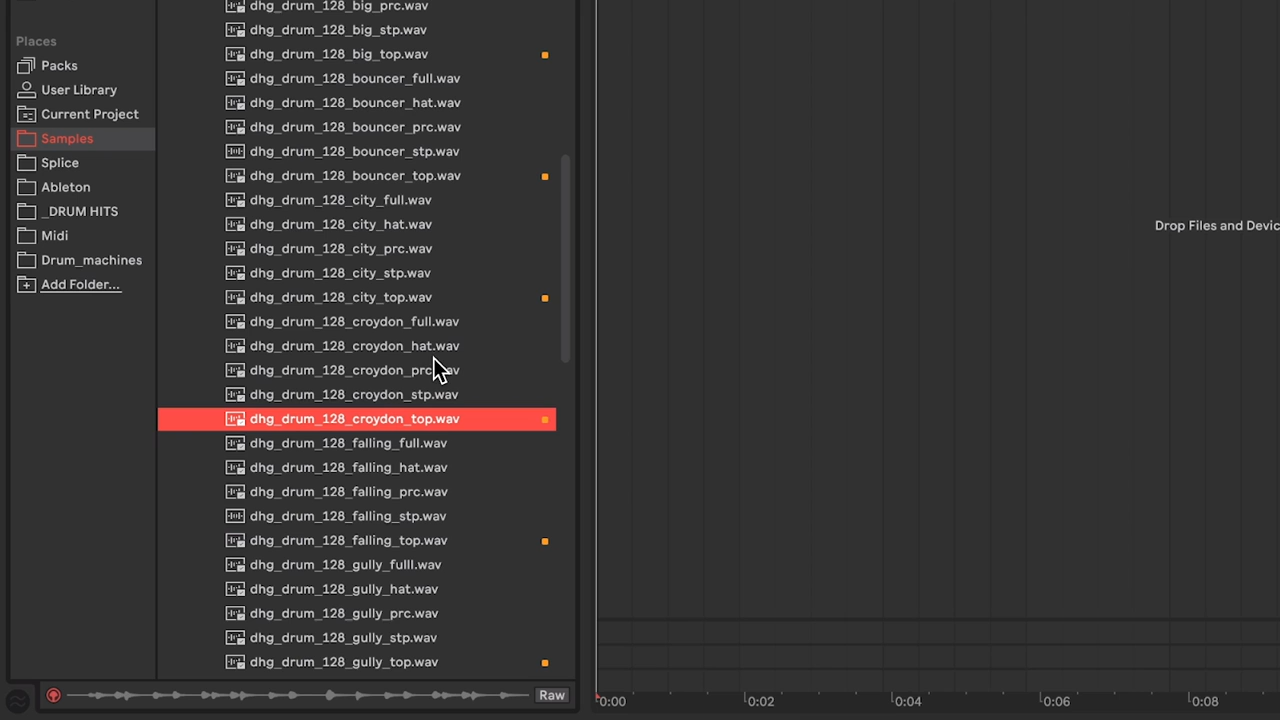 Places
Packs
User Library
Current Project
Samples
Splice
Ableton
_DRUM HITS
Midi
Drum_machines
Add Folder...
dhg_drum_128_big_prc.wav
dhg_drum_128_big_stp.wav
dhg_drum_128_big_top.wav
dhg_drum_128_bouncer_full.wav
dhg_drum_128_bouncer_hat.wav
dhg_drum_128_bouncer_prc.wav
dhg_drum_128_bouncer_stp.wav
dhg_drum_128_bouncer_top.wav
dhg_drum_128_city_full.wav
dhg_drum_128_city_hat.wav
dhg_drum_128_city_prc.wav
dhg_drum_128_city_stp.wav
dhg_drum_128_city_top.wav
dhg_drum_128_croydon_full.wav
dhg_drum_128_croydon_hat.wav
dhg_drum_128_croydon_prc.wav
dhg_drum_128_croydon_stp.wav
dhg_drum_128_croydon_top.wav
dhg_drum_128_falling_full.wav
dhg_drum_128_falling_hat.wav
dhg_drum_128_falling_prc.wav
dhg_drum_128_falling_stp.wav
dhg_drum_128_falling_top.wav
dhg_drum_128_gully_fulll.wav
dhg_drum_128_gully_hat.wav
dhg_drum_128_gully_prc.wav
dhg_drum_128_gully_stp.wav
dhg_drum_128_gully_top.wav
Raw
Drop Files and Devic
0:00 0:02 0:04 0:06 0:08